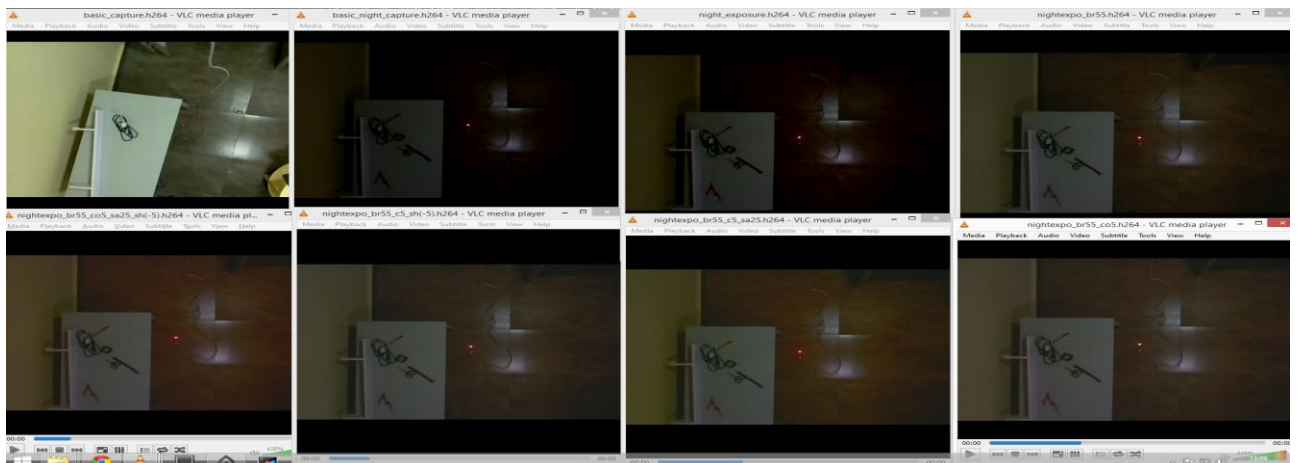 basic_capture.h264 - VLC media player
Media Playback Audio Video Subtitle Tools View Help
basic_night_capture.h264 - VLC media player
Media Playback Audio Video Subtitle Tools View Help
night_exposure.h264 - VLC media player
Media Playback Audio Video Subtitle Tools View Help
nightexpo_br55.h264 - VLC media player
Media Playback Audio Video Subtitle Tools View Help
nightexpo_br55_co5_sa25_sh(-5).h264 - VLC media pl...
Media Playback Audio Video Subtitle Tools View Help
00:00
nightexpo_br55_c5_sh(-5).h264 - VLC media player
Media Playback Audio Video Subtitle Tools View Help
00:00
nightexpo_br55_c5_sa25.h264 - VLC media player
Media Playback Audio Video Subtitle Tools View Help
nightexpo_br55_co5.h264 - VLC media player
Media Playback Audio Video Subtitle Tools View Help
00:00 00:00